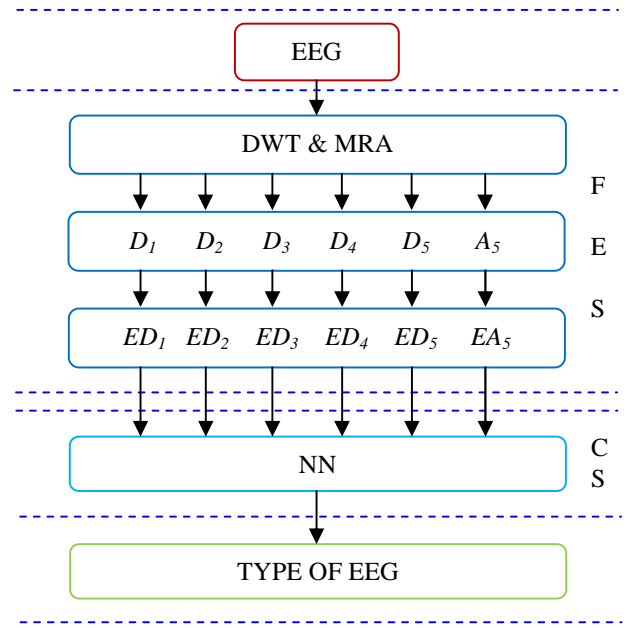 EEG
DWT & MRA
F
D₁ D₂ D₃ D₄ D₅ A₅
E
S
ED₁ ED₂ ED₃ ED₄ ED₅ EA₅
C
NN
S
TYPE OF EEG